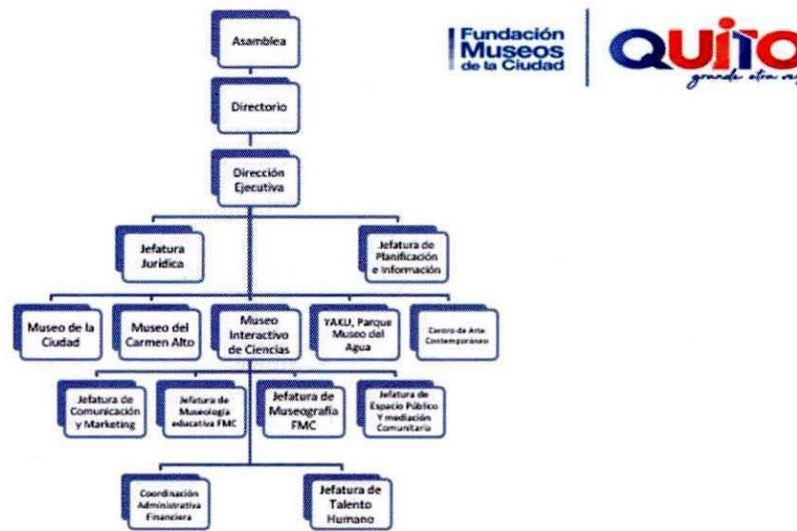 Fundación
Museos
de la Ciudad
QUITO
grande otra vez
Asamblea
Directorio
Dirección
Ejecutiva
Jefatura
Jurídica
Jefatura de
Planificación
e Información
Museo de la
Ciudad
Museo del
Carmen Alto
Museo
Interactivo
de Ciencias
YAKU, Parque
Museo del
Agua
Centro de Arte
Contemporáneo
Jefatura de
Comunicación
y Marketing
Jefatura de
Museología
educativa FMC
Jefatura de
Museografía
FMC
Jefatura de
Espacio Público
Y mediación
Comunitaria
Coordinación
Administrativa
Financiera
Jefatura de
Talento
Humano